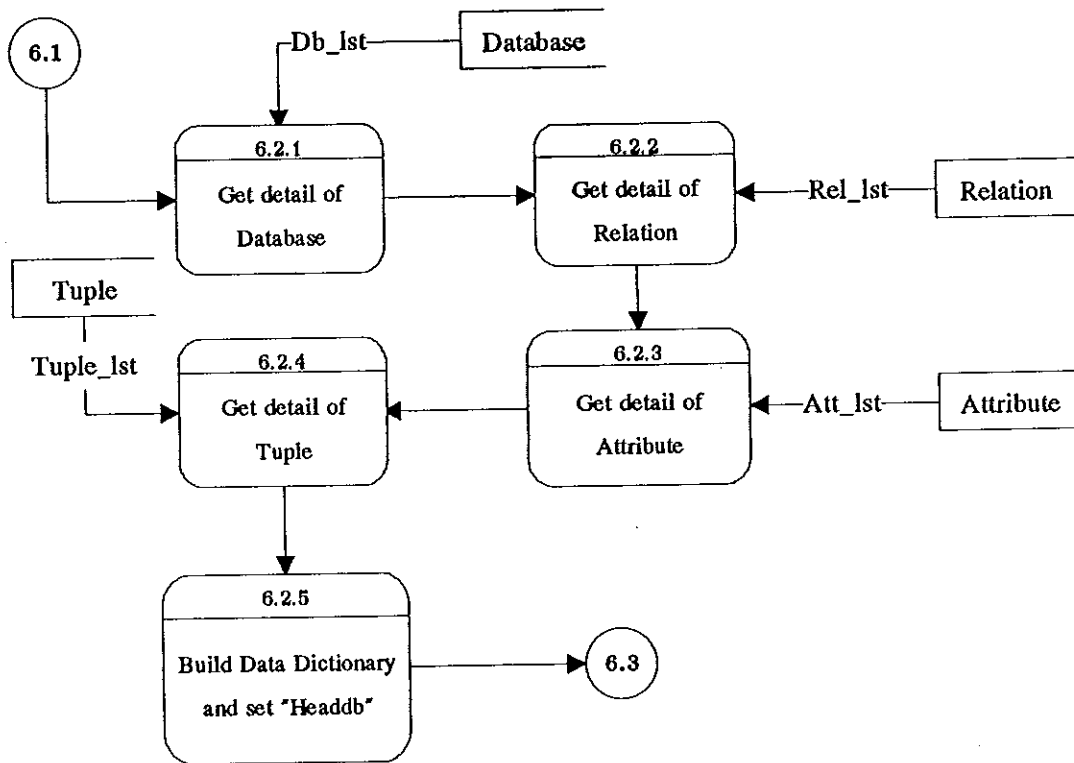 6.1
Db_lst
Database
6.2.1
Get detail of
Database
6.2.2
Get detail of
Relation
Rel_lst
Relation
Tuple
Tuple_lst
6.2.4
Get detail of
Tuple
6.2.3
Get detail of
Attribute
Att_lst
Attribute
6.2.5
Build Data Dictionary
and set "Headdb"
6.3